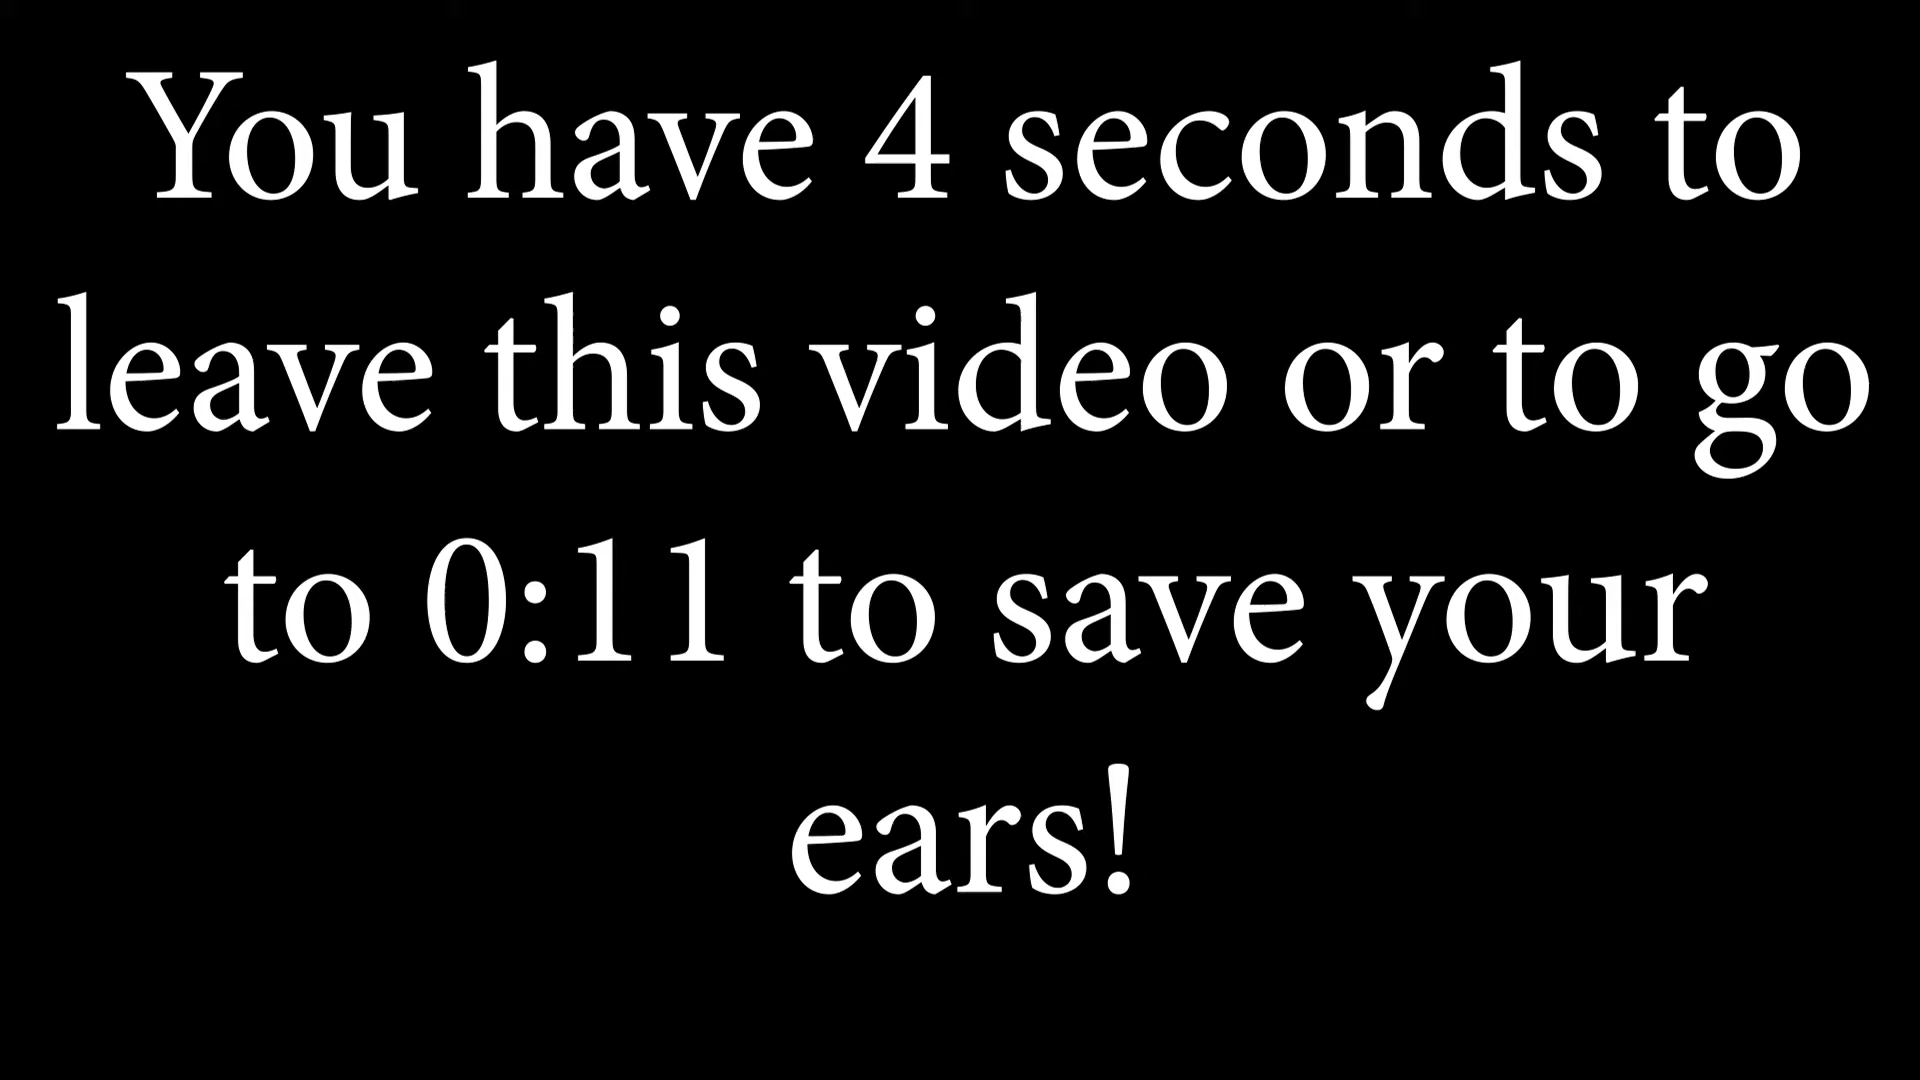 You have 4 seconds to
leave this video or to go
to 0:11 to save your
ears!